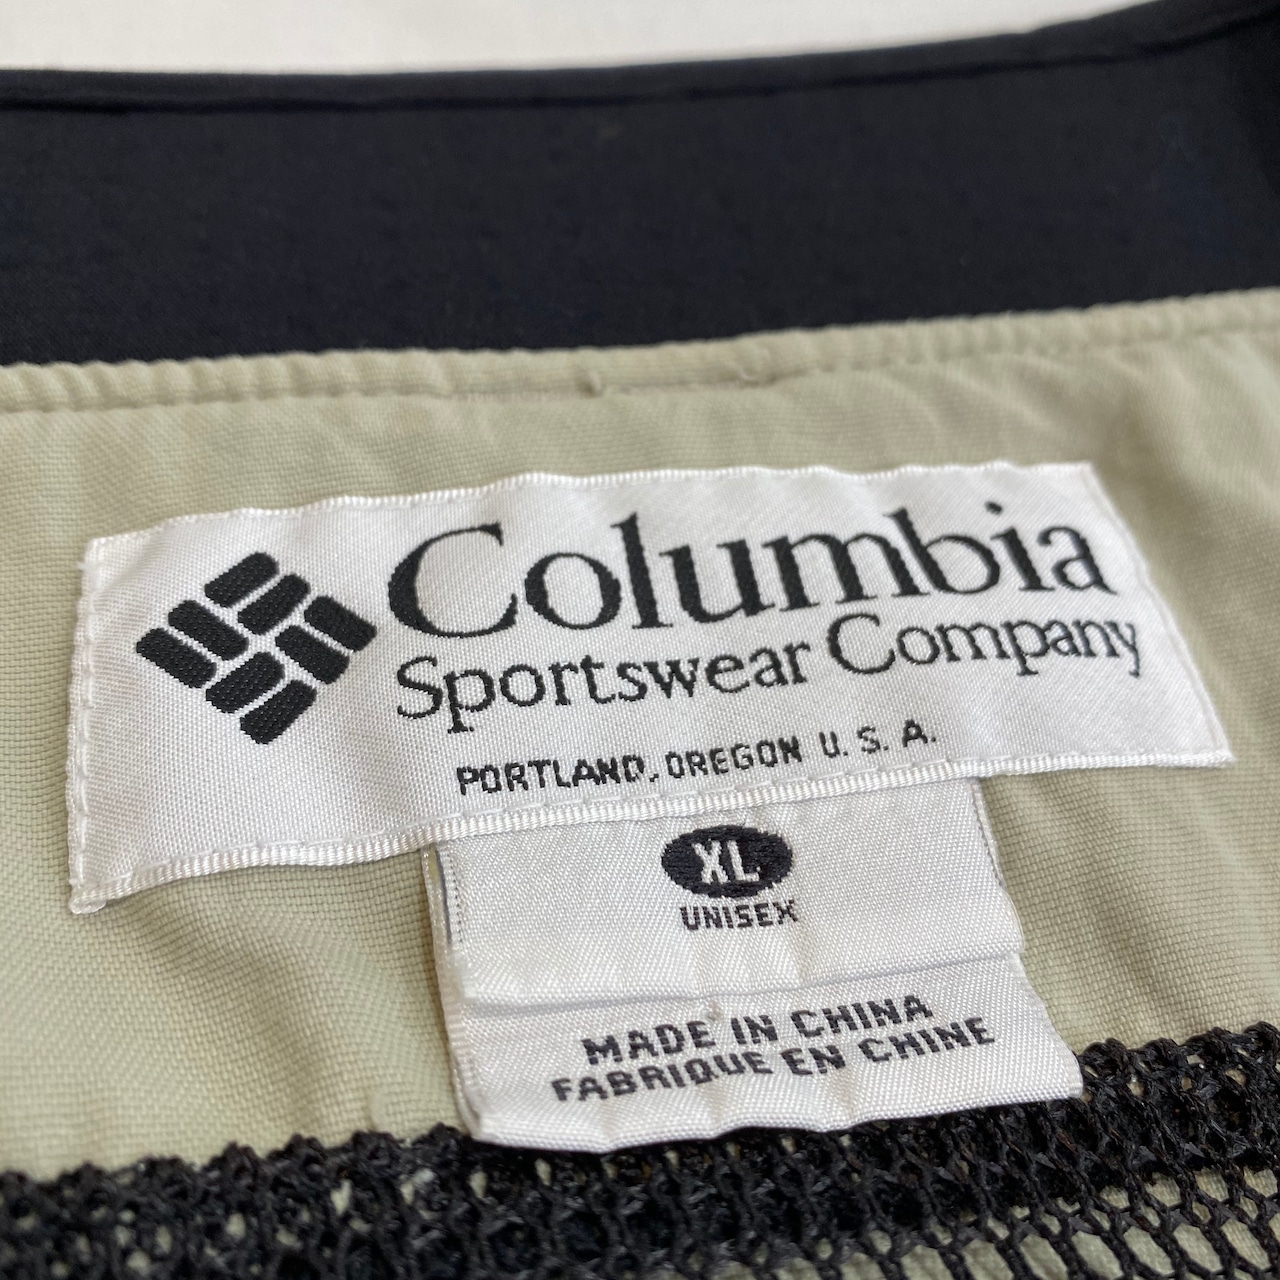 Columbia
Sportswear Company
PORTLAND, OREGON U. S. A.
XL
UNISEX
MADE IN CHINA
FABRIQUE EN CHINE